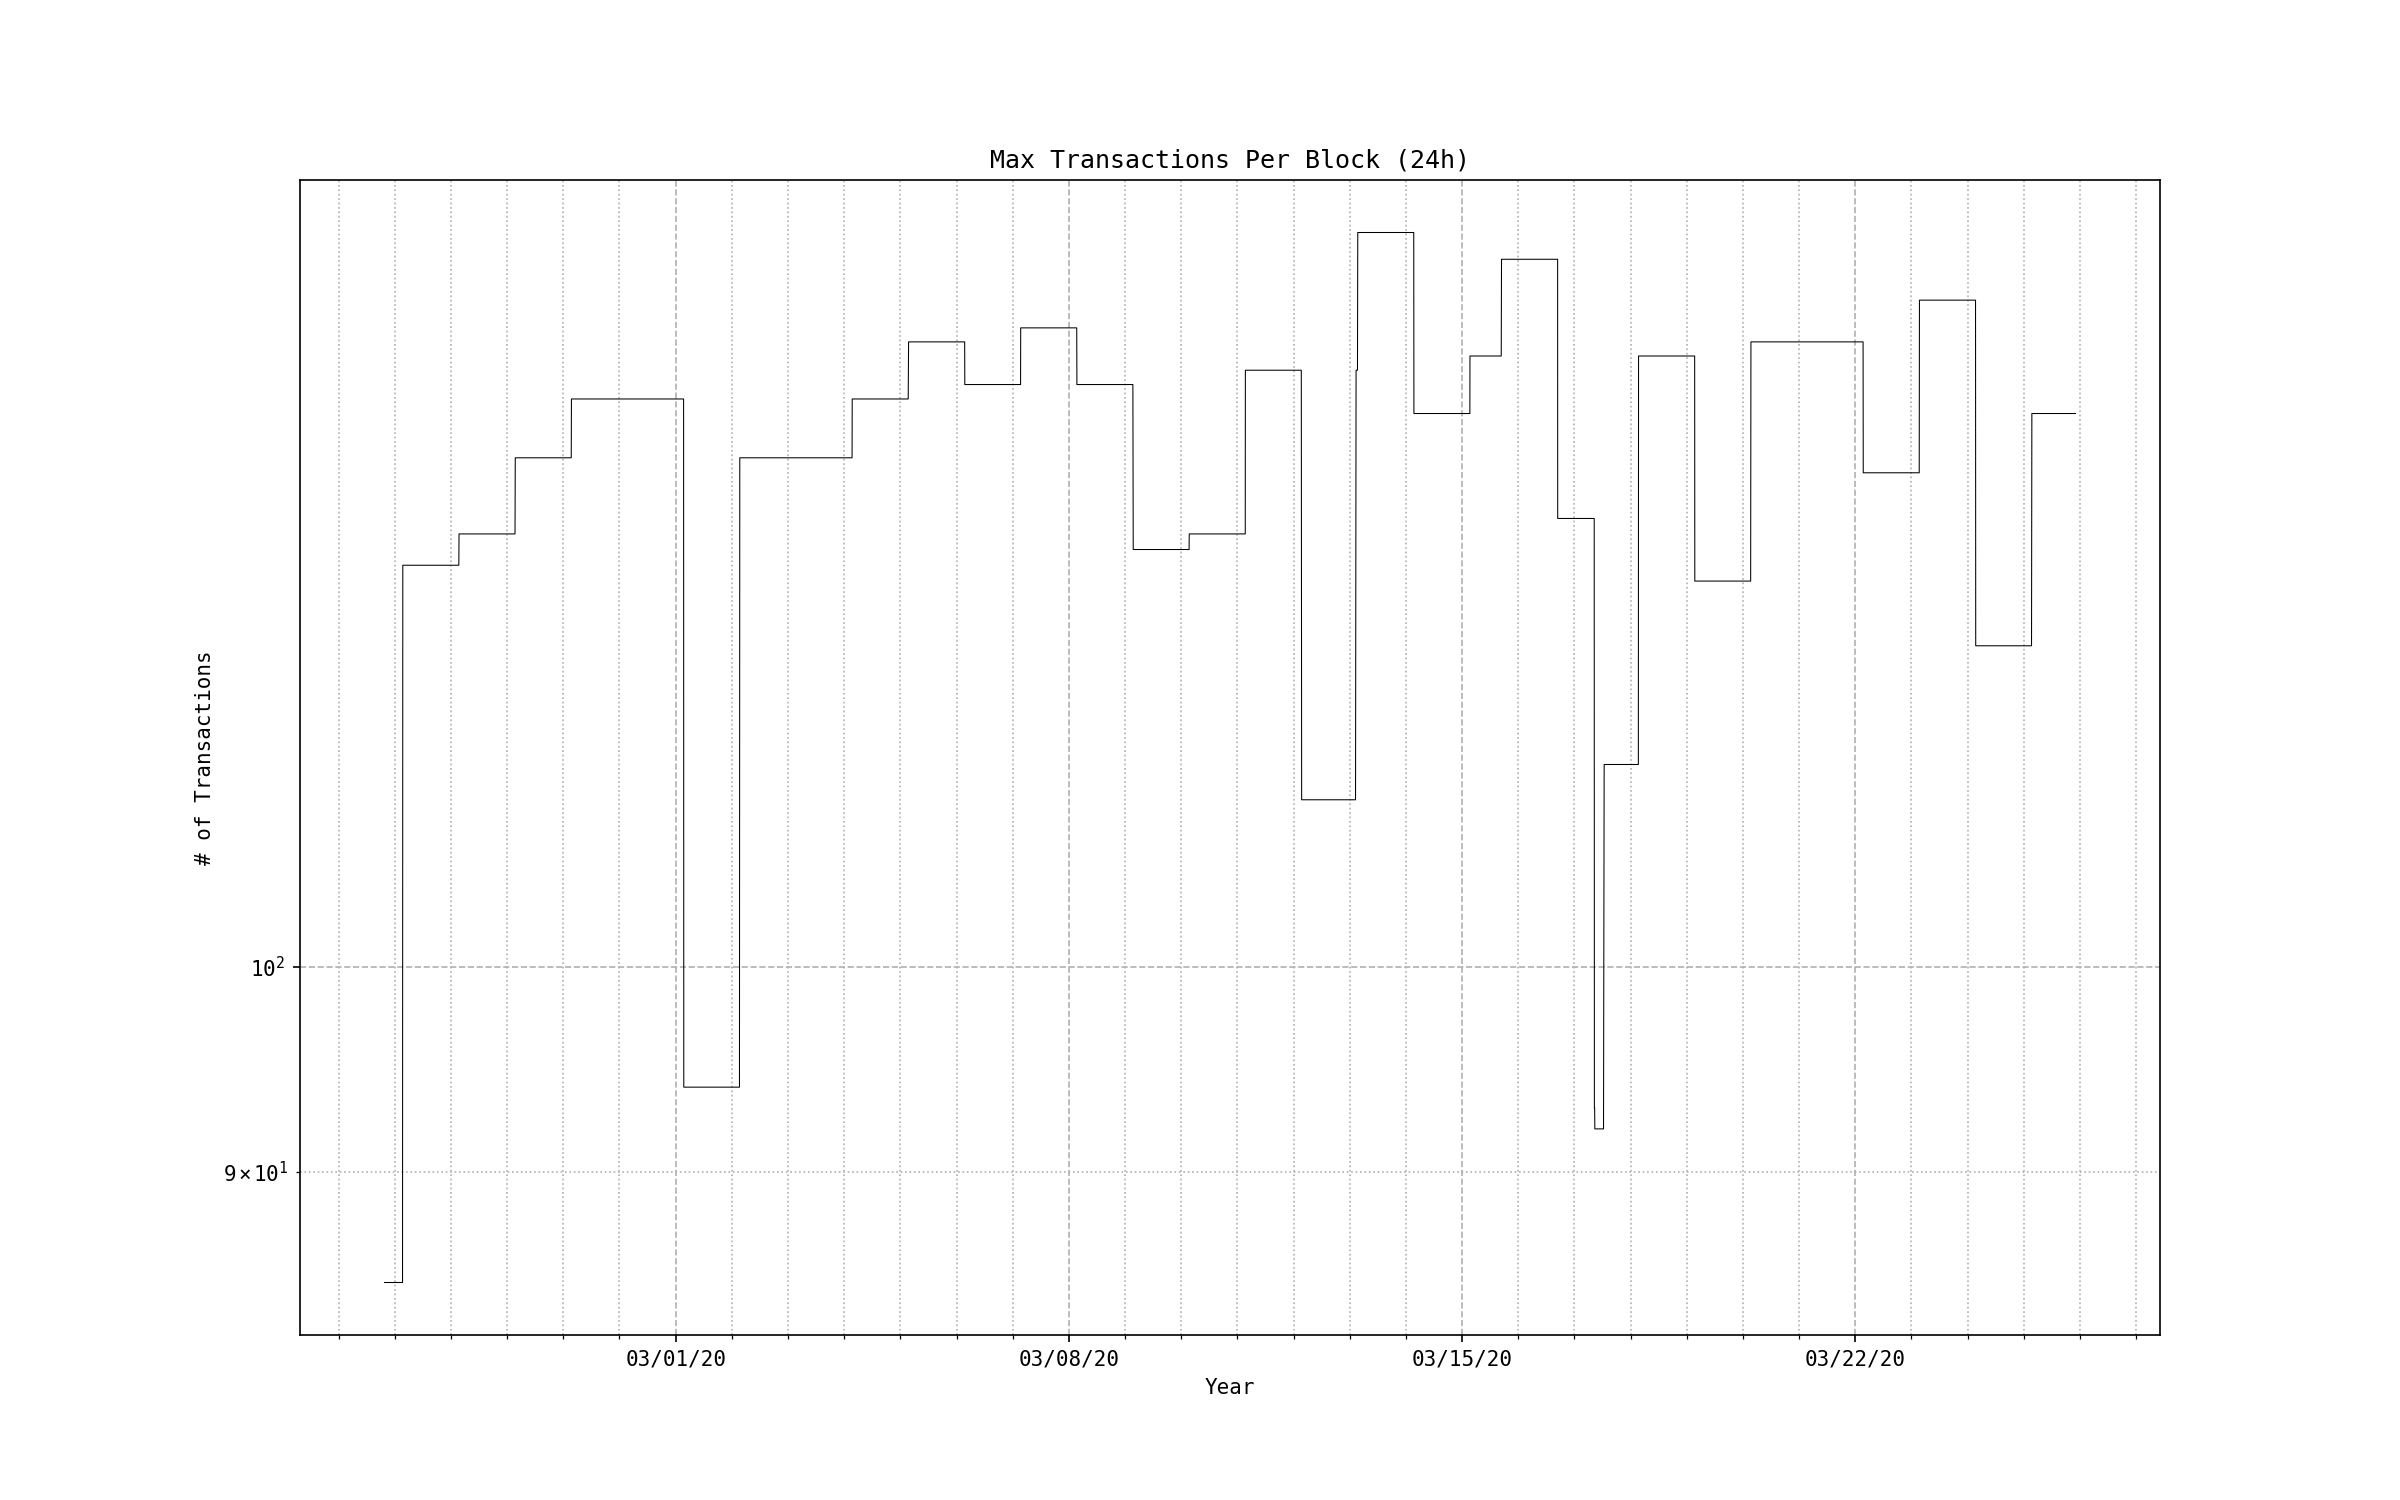 Max Transactions Per Block (24h)
# of Transactions
10²
9×10¹
03/01/20 03/08/20 03/15/20 03/22/20
Year